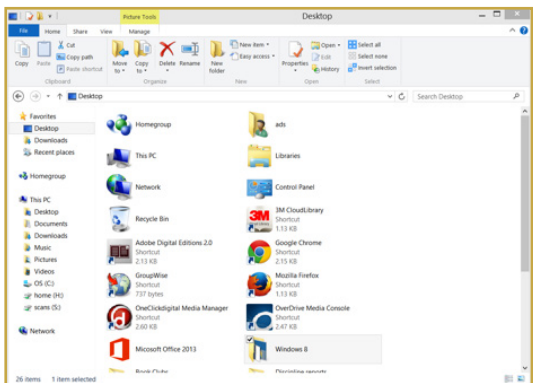 Picture Tools
Desktop
File Home Share View Manage
Copy
Paste
Cut
Copy path
Paste shortcut
Clipboard
Move to
Copy to
Delete
Rename
Organize
New folder
New item
Easy access
New
Properties
Open
Edit
History
Open
Select all
Select none
Invert selection
Select
Desktop
Search Desktop
Favorites
Desktop
Downloads
Recent places
Homegroup
This PC
Desktop
Documents
Downloads
Music
Pictures
Videos
OS (C:)
home (H:)
scans (S:)
Network
Homegroup
ads
This PC
Libraries
Network
Control Panel
Recycle Bin
3M
3M CloudLibrary
Shortcut
1.13 KB
Adobe Digital Editions 2.0
Shortcut
2.13 KB
Google Chrome
Shortcut
2.15 KB
GroupWise
Shortcut
737 bytes
Mozilla Firefox
Shortcut
1.13 KB
OneClickdigital Media Manager
Shortcut
2.60 KB
OverDrive Media Console
Shortcut
2.47 KB
Microsoft Office 2013
Windows 8
Book Clubs
Discipline reports
26 items 1 item selected